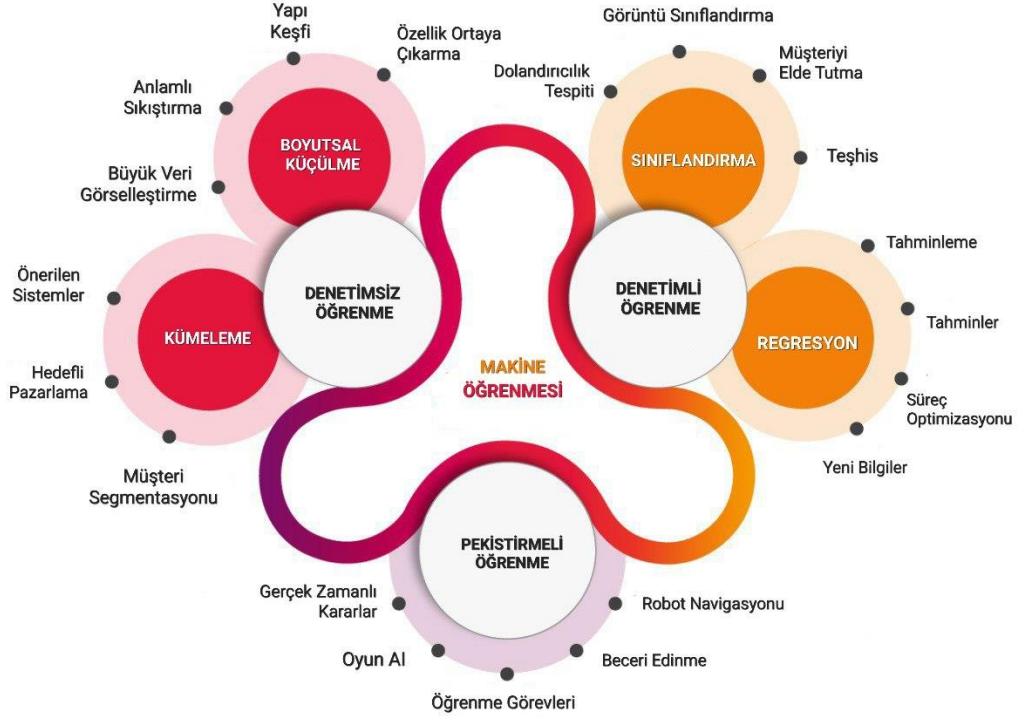 Yapı
Keşfi
Özellik Ortaya
Çıkarma
Anlamlı
Sıkıştırma
Büyük Veri
Görselleştirme
BOYUTSAL
KÜÇÜLME
Önerilen
Sistemler
Hedefli
Pazarlama
Müşteri
Segmentasyonu
KÜMELEME
DENETİMSİZ
ÖĞRENME
Görüntü Sınıflandırma
Dolandırıcılık
Tespiti
Müşteriyi
Elde Tutma
Teşhis
SINIFLANDIRMA
DENETİMLİ
ÖGRENME
Tahminleme
Tahminler
Süreç
Optimizasyonu
Yeni Bilgiler
REGRESYON
MAKİNE
ÖĞRENMESİ
PEKİSTİRMELİ
ÖĞRENME
Gerçek Zamanlı
Kararlar
Oyun AI
Öğrenme Görevleri
Beceri Edinme
Robot Navigasyonu